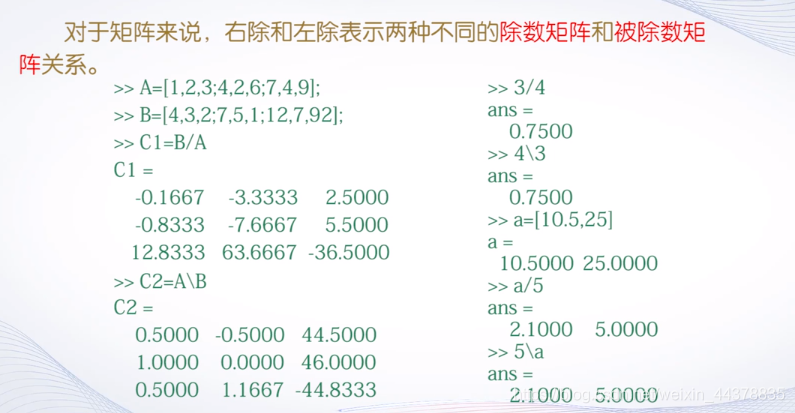 对于矩阵来说，右除和左除表示两种不同的除数矩阵和被除数矩
阵关系。
>> A=[1,2,3;4,2,6;7,4,9];
>> B=[4,3,2;7,5,1;12,7,92];
>> C1=B/A
C1 =
-0.1667 -3.3333 2.5000
-0.8333 -7.6667 5.5000
12.8333 63.6667 -36.5000
>> C2=A\B
C2 =
0.5000 -0.5000 44.5000
1.0000 0.0000 46.0000
0.5000 1.1667 -44.8333
>> 3/4
ans =
0.7500
>> 4\3
ans =
0.7500
>> a=[10.5,25]
a =
10.5000 25.0000
>> a/5
ans =
2.1000 5.0000
>> 5\a
ans =
2.1000 5.0000